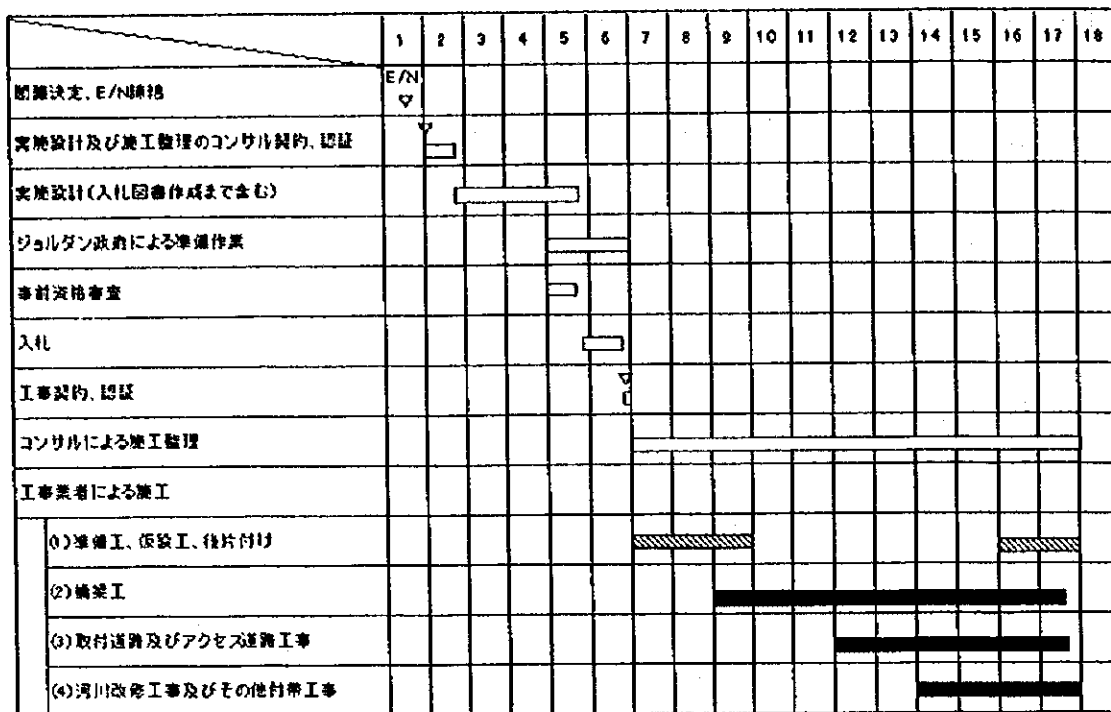 1 2 3 4 5 6 7 8 9 10 11 12 13 14 15 16 17 18
閣議決定、E/N締結
E/N
実施設計及び施工監理のコンサル契約、認証
実施設計(入札図書作成まで含む)
ジョルダン政府による準備作業
事前資格審査
入札
工事契約、認証
コンサルによる施工監理
工事業者による施工
(1)準備工、仮設工、後片付け
(2)橋梁工
(3)取付道路及びアクセス道路工事
(4)河川改修工事及びその他付帯工事